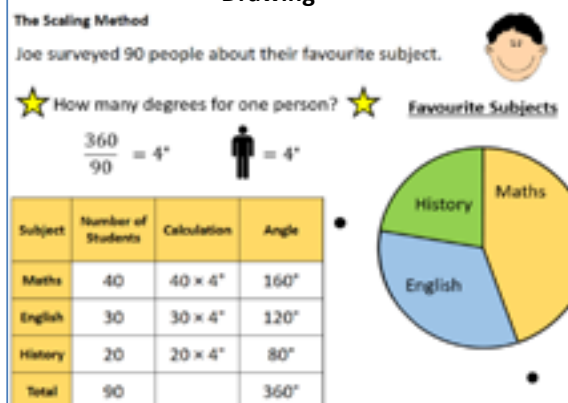 Drawing
The Scaling Method
Joe surveyed 90 people about their favourite subject.
How many degrees for one person?
Favourite Subjects
360/90 = 4° = 4°
Subject Number of Students Calculation Angle
Maths 40 40 × 4° 160°
English 30 30 × 4° 120°
History 20 20 × 4° 80°
Total 90 360°
History Maths
English